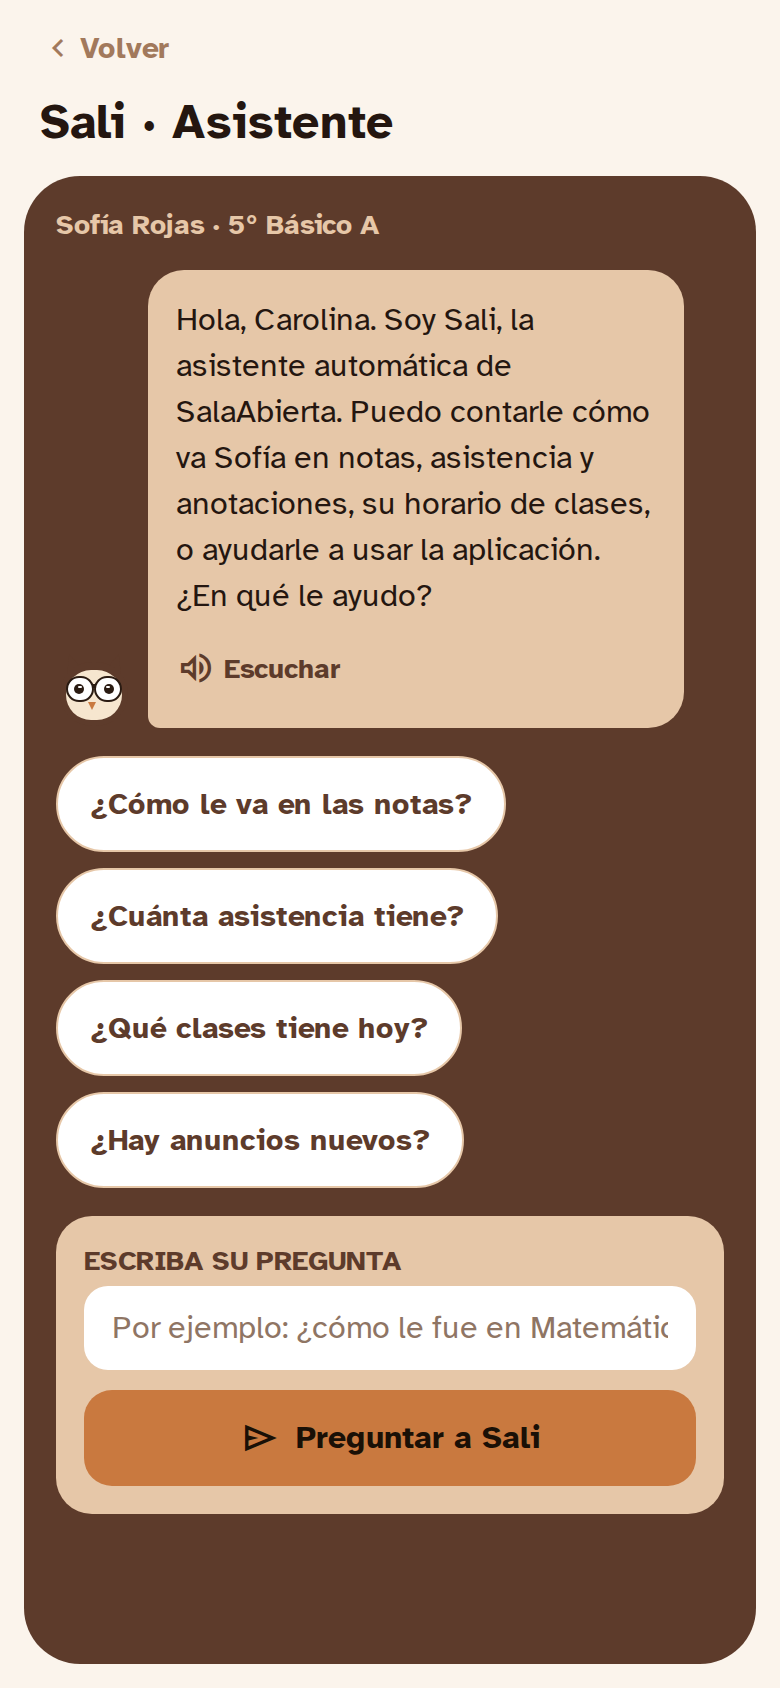 Volver
Sali • Asistente
Sofía Rojas • 5° Básico A
Hola, Carolina. Soy Sali, la
asistente automática de
SalaAbierta. Puedo contarle cómo
va Sofía en notas, asistencia y
anotaciones, su horario de clases,
o ayudarle a usar la aplicación.
¿En qué le ayudo?
Escuchar
¿Cómo le va en las notas?
¿Cuánta asistencia tiene?
¿Qué clases tiene hoy?
¿Hay anuncios nuevos?
ESCRIBA SU PREGUNTA
Por ejemplo: ¿cómo le fue en Matemátic
Preguntar a Sali